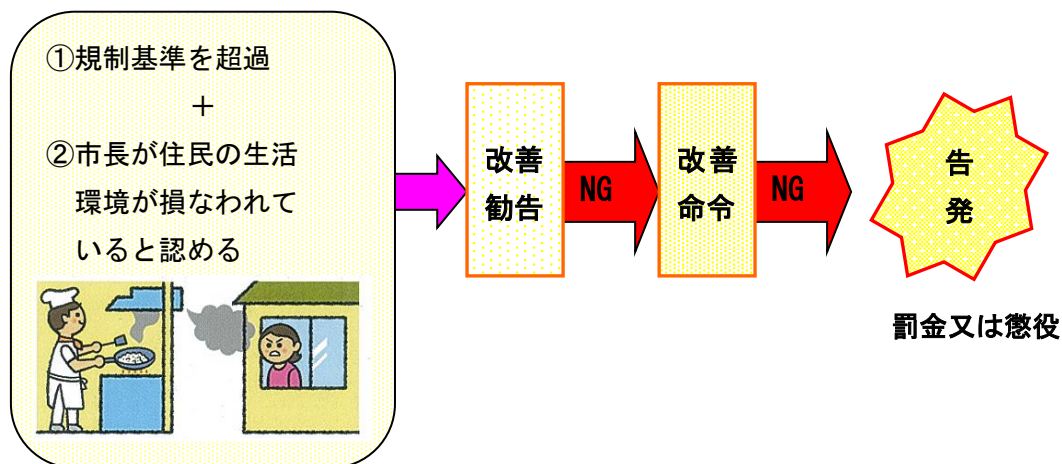 ①規制基準を超過
＋
②市長が住民の生活
環境が損なわれて
いると認める
改善
勧告
NG
改善
命令
NG
告
発
罰金又は懲役